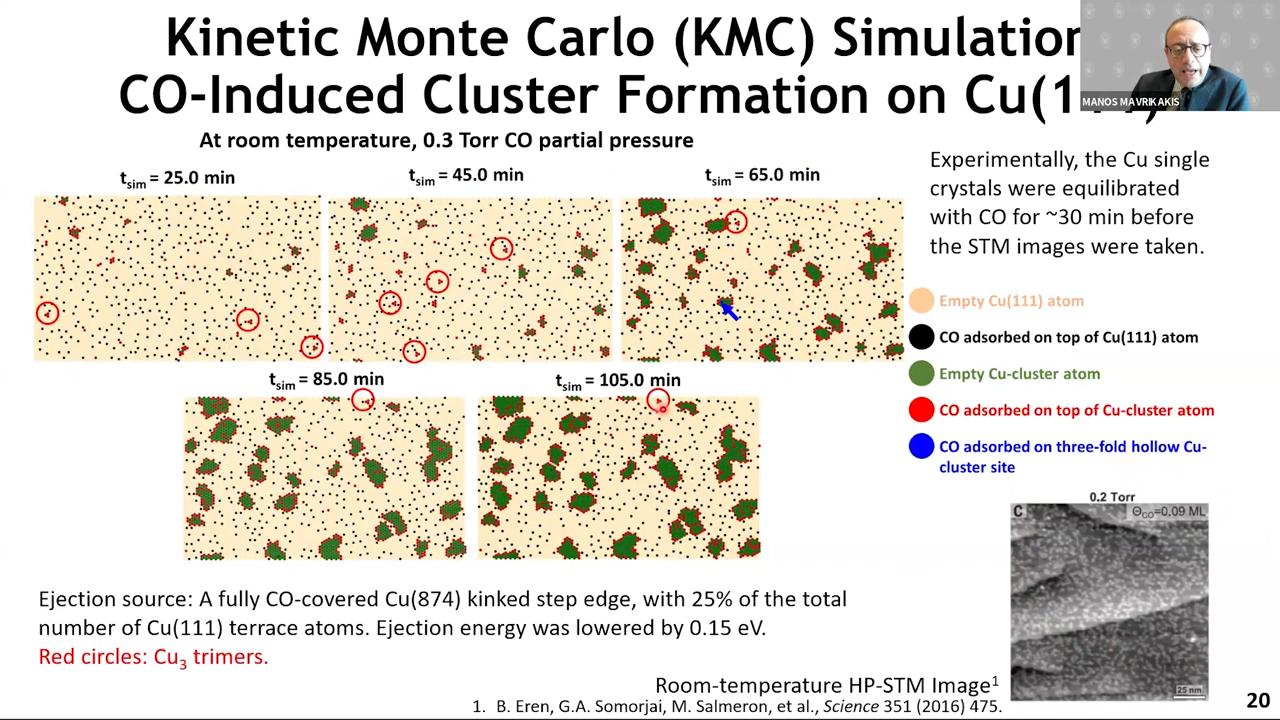 Kinetic Monte Carlo (KMC) Simulation
CO-Induced Cluster Formation on Cu(1
MANOS MAVRIKAKIS
At room temperature, 0.3 Torr CO partial pressure
tsim = 25.0 min
tsim = 45.0 min
tsim = 65.0 min
tsim = 85.0 min
tsim = 105.0 min
Experimentally, the Cu single
crystals were equilibrated
with CO for ~30 min before
the STM images were taken.
Empty Cu(111) atom
CO adsorbed on top of Cu(111) atom
Empty Cu-cluster atom
CO adsorbed on top of Cu-cluster atom
CO adsorbed on three-fold hollow Cu-
cluster site
0.2 Torr
C
ΘCO=0.09 ML
25 nm
Ejection source: A fully CO-covered Cu(874) kinked step edge, with 25% of the total
number of Cu(111) terrace atoms. Ejection energy was lowered by 0.15 eV.
Red circles: Cu3 trimers.
Room-temperature HP-STM Image1
1. B. Eren, G.A. Somorjai, M. Salmeron, et al., Science 351 (2016) 475.
20